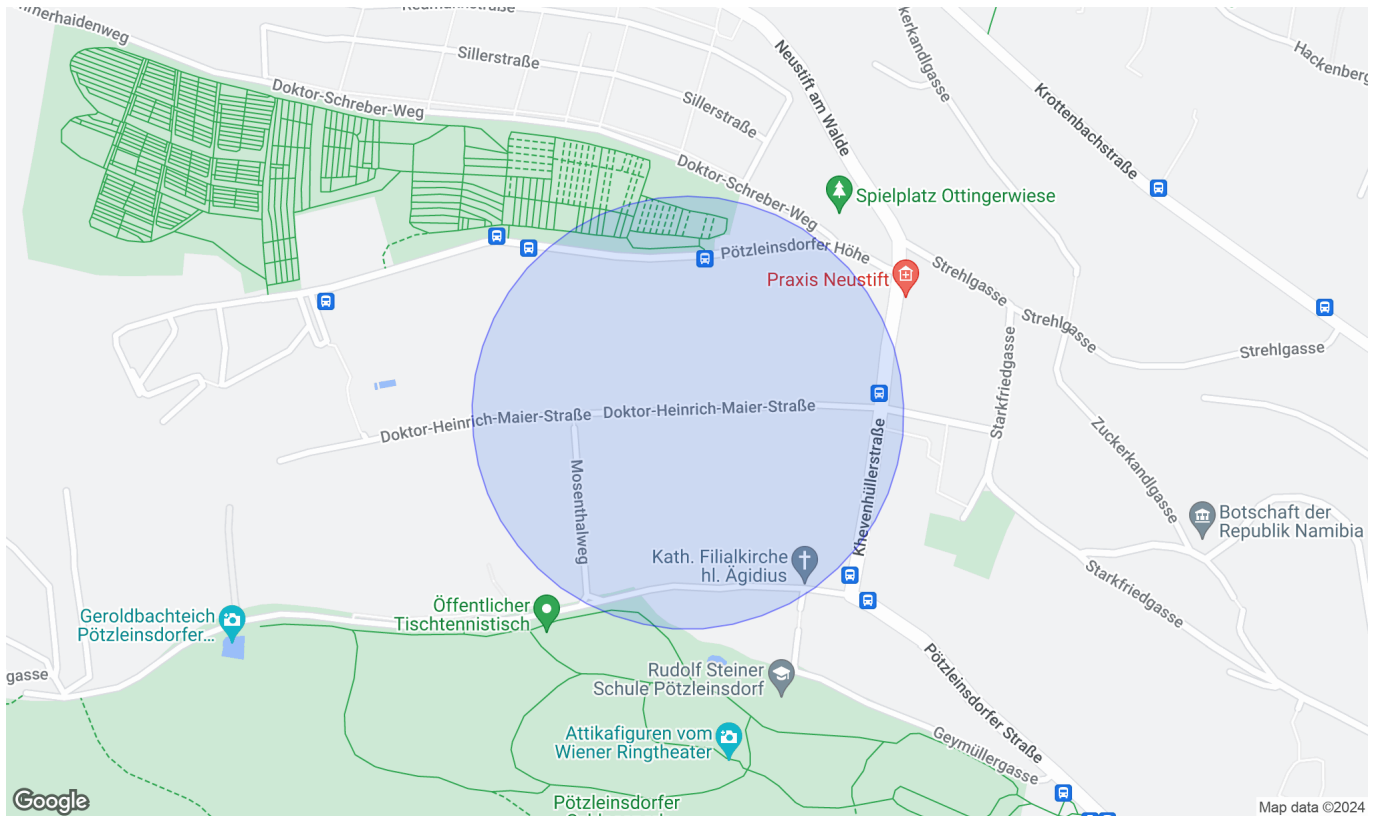 Sillerstraße
Neustift am Walde
Hackenberg
Doktor-Schreber-Weg
Krottenbachstraße
Sillerstraße
Doktor-Schreber-Weg
Spielplatz Ottingerwiese
Pötzleinsdorfer Höhe
Strehlgasse
Praxis Neustift
Strehlgasse
Strehlgasse
Starkfriedgasse
Doktor-Heinrich-Maier-Straße
Doktor-Heinrich-Maier-Straße
Zuckerkandlgasse
Khevenhüllerstraße
Mosenthalweg
Botschaft der
Republik Namibia
Kath. Filialkirche
hl. Ägidius
Starkfriedgasse
Öffentlicher
Tischtennistisch
Geroldbachteich
Pötzleinsdorfer...
gasse
Rudolf Steiner
Schule Pötzleinsdorf
Pötzleinsdorfer Straße
Attikafiguren vom
Wiener Ringtheater
Geymüllergasse
Pötzleinsdorfer
Google
Map data ©2024